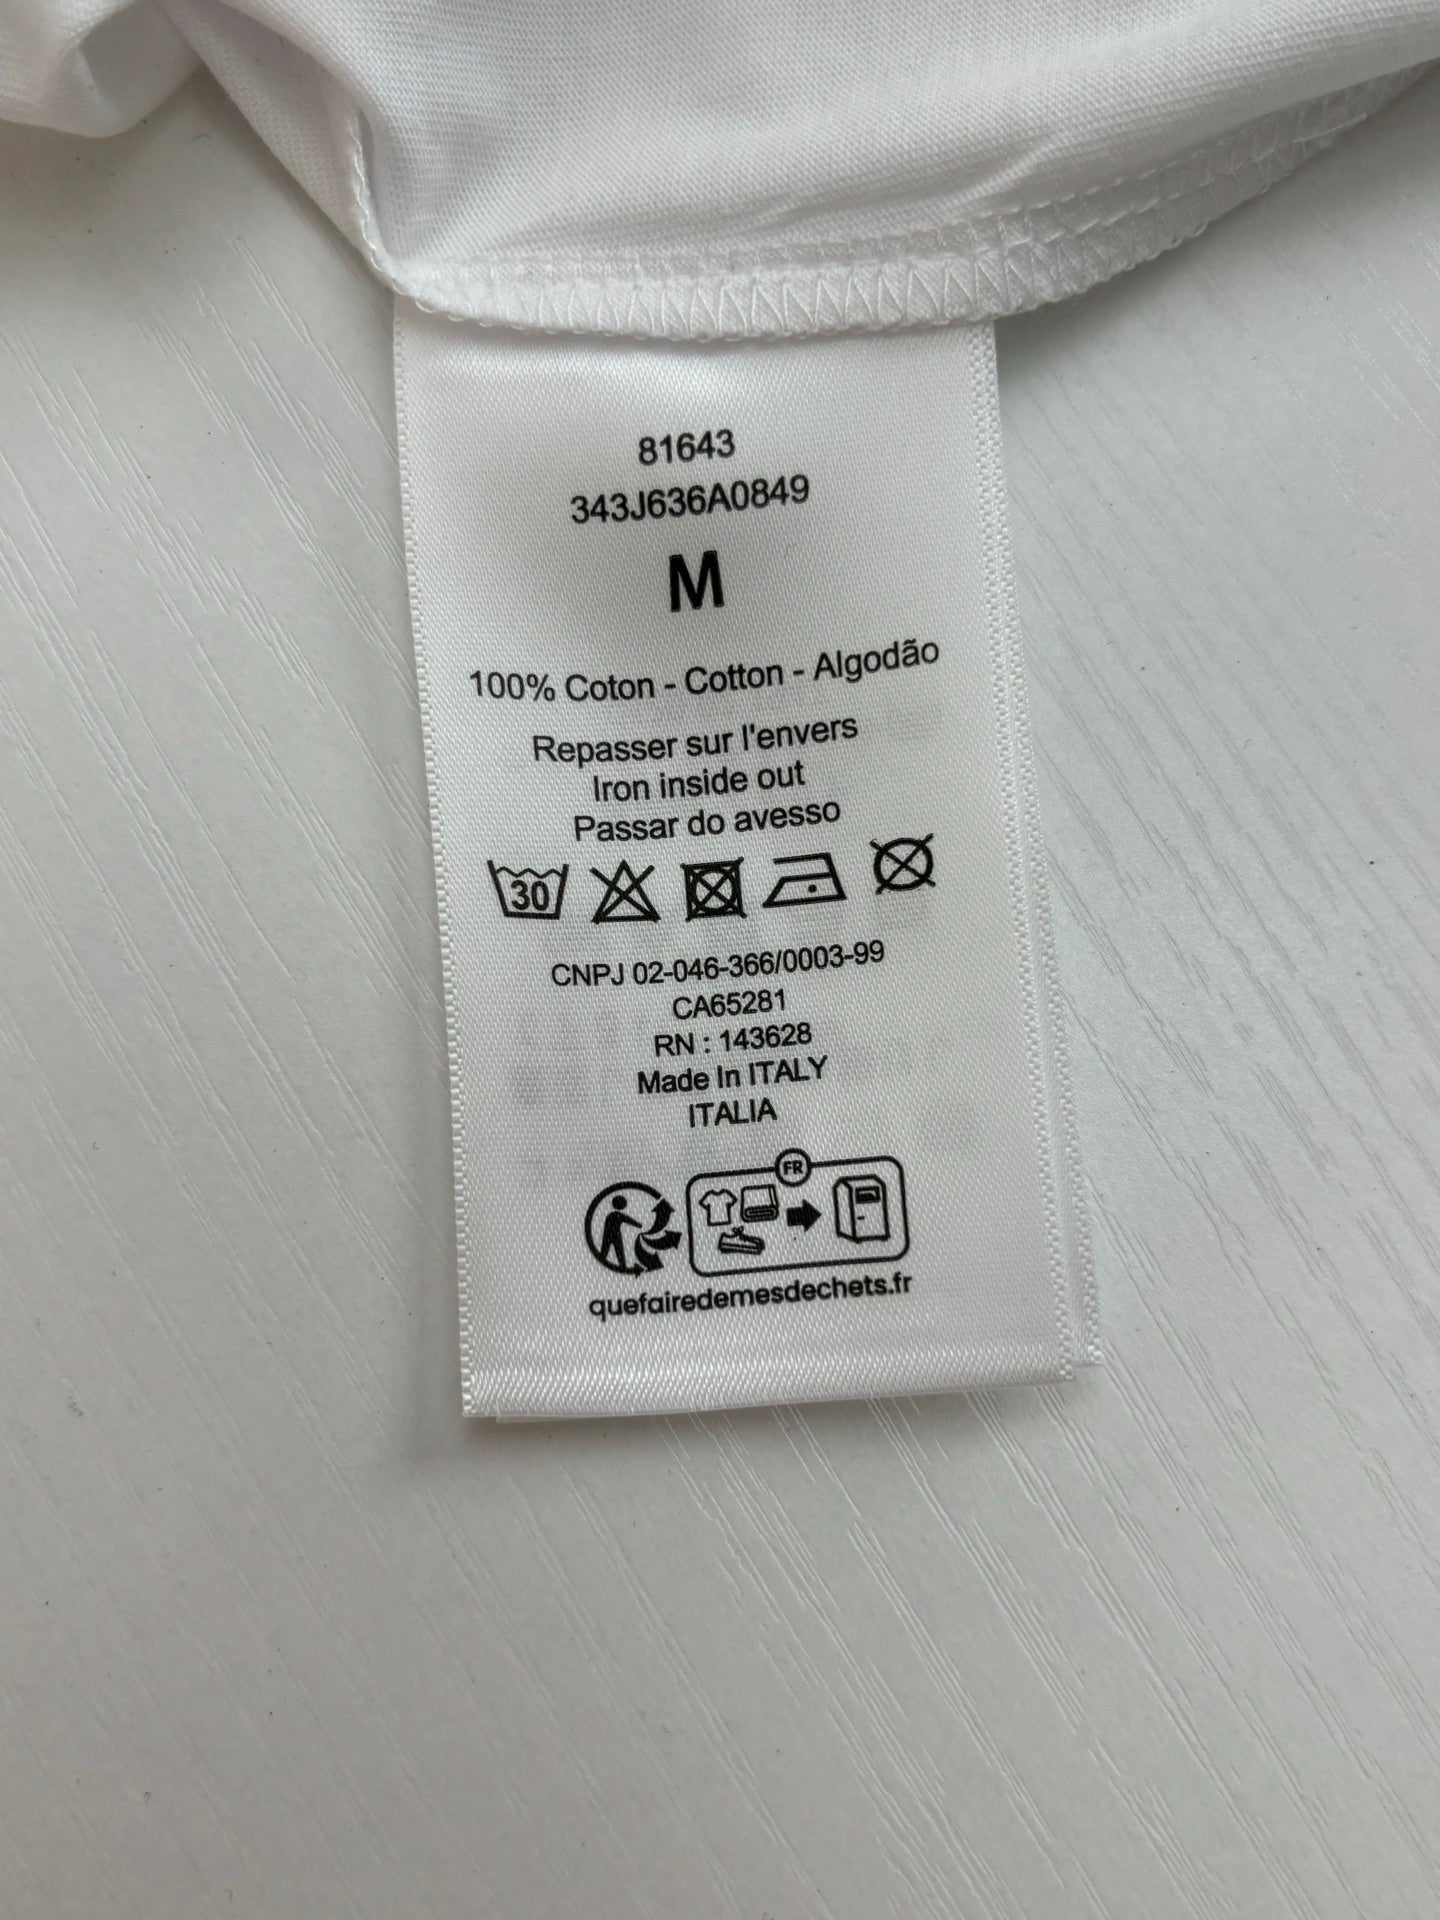 81643
343J636A0849
M
100% Coton - Cotton - Algodão
Repasser sur l'envers
Iron inside out
Passar do avesso
30
CNPJ 02-046-366/0003-99
CA65281
RN : 143628
Made In ITALY
ITALIA
FR
quefairedemesdechets.fr